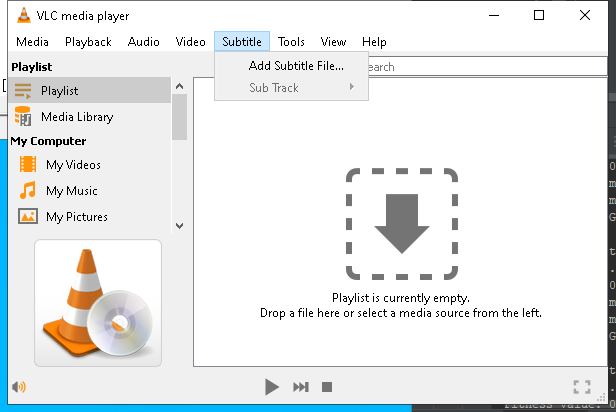 VLC media player
Media Playback Audio Video Subtitle Tools View Help
Playlist
Add Subtitle File...
earch
Playlist
Sub Track
Media Library
My Computer
My Videos
My Music
My Pictures
Playlist is currently empty.
Drop a file here or select a media source from the left.